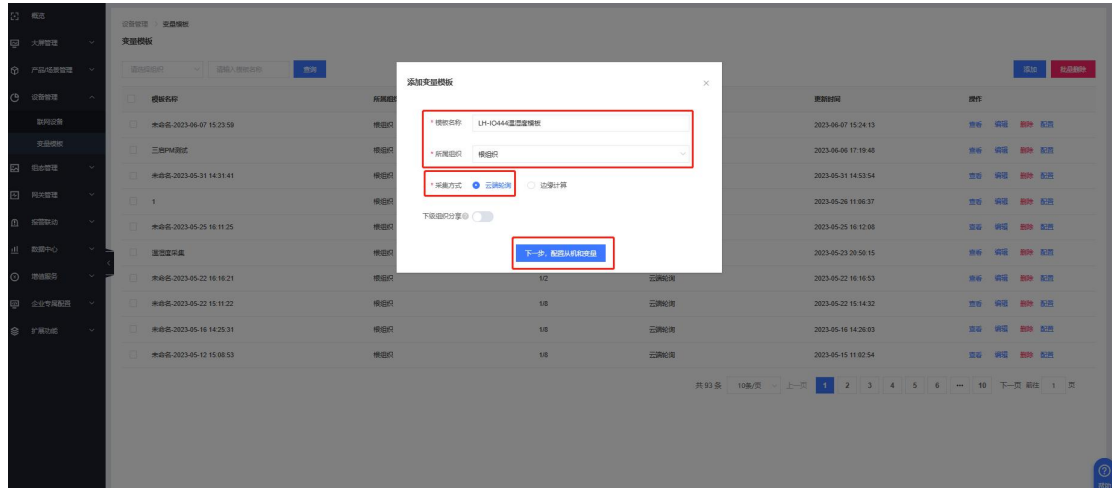 概览
大屏管理
产品/场景管理
设备管理
联网设备
变量模板
组态管理
网关管理
报警联动
数据中心
增值服务
企业专属配置
扩展功能
设备管理 / 变量模板
变量模板
请选择组织 请输入模板名称 查询 添加 批量删除
模板名称 所属组织 更新时间 操作
未命名-2023-06-07 15:23:59 根组织 2023-06-07 15:24:13 查看 编辑 删除 配置
三相PM测试 根组织 2023-06-06 17:19:48 查看 编辑 删除 配置
未命名-2023-05-31 14:31:41 根组织 2023-05-31 14:53:54 查看 编辑 删除 配置
1 根组织 2023-05-26 11:06:37 查看 编辑 删除 配置
未命名-2023-05-25 16:11:25 根组织 2023-05-25 16:12:08 查看 编辑 删除 配置
温湿度采集 根组织 2023-05-23 20:50:15 查看 编辑 删除 配置
未命名-2023-05-22 16:16:21 根组织 1/2 云端轮询 2023-05-22 16:16:53 查看 编辑 删除 配置
未命名-2023-05-22 15:11:22 根组织 1/8 云端轮询 2023-05-22 15:14:32 查看 编辑 删除 配置
未命名-2023-05-16 14:25:31 根组织 1/8 云端轮询 2023-05-16 14:26:03 查看 编辑 删除 配置
未命名-2023-05-12 15:08:53 根组织 1/8 云端轮询 2023-05-15 11:02:54 查看 编辑 删除 配置
共 93 条 10条/页 上一页 1 2 3 4 5 6 ··· 10 下一页 前往 1 页
添加变量模板 ×
* 模板名称 LH-IO444温湿度模板
* 所属组织 根组织
* 采集方式 云端轮询 边缘计算
下级组织分享
下一步，配置从机和变量
帮助